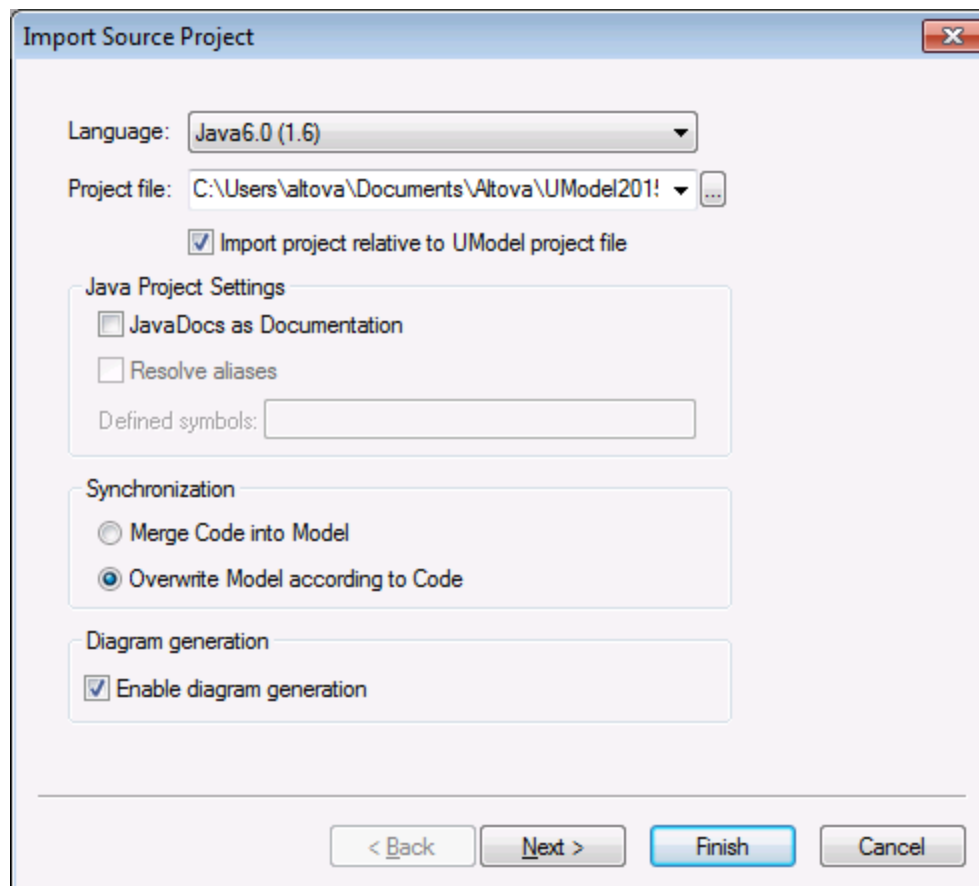 Import Source Project
Language: Java6.0 (1.6)
Project file: C:\Users\altova\Documents\Altova\UModel201 ...
Import project relative to UModel project file
Java Project Settings
JavaDocs as Documentation
Resolve aliases
Defined symbols:
Synchronization
Merge Code into Model
Overwrite Model according to Code
Diagram generation
Enable diagram generation
< Back Next > Finish Cancel